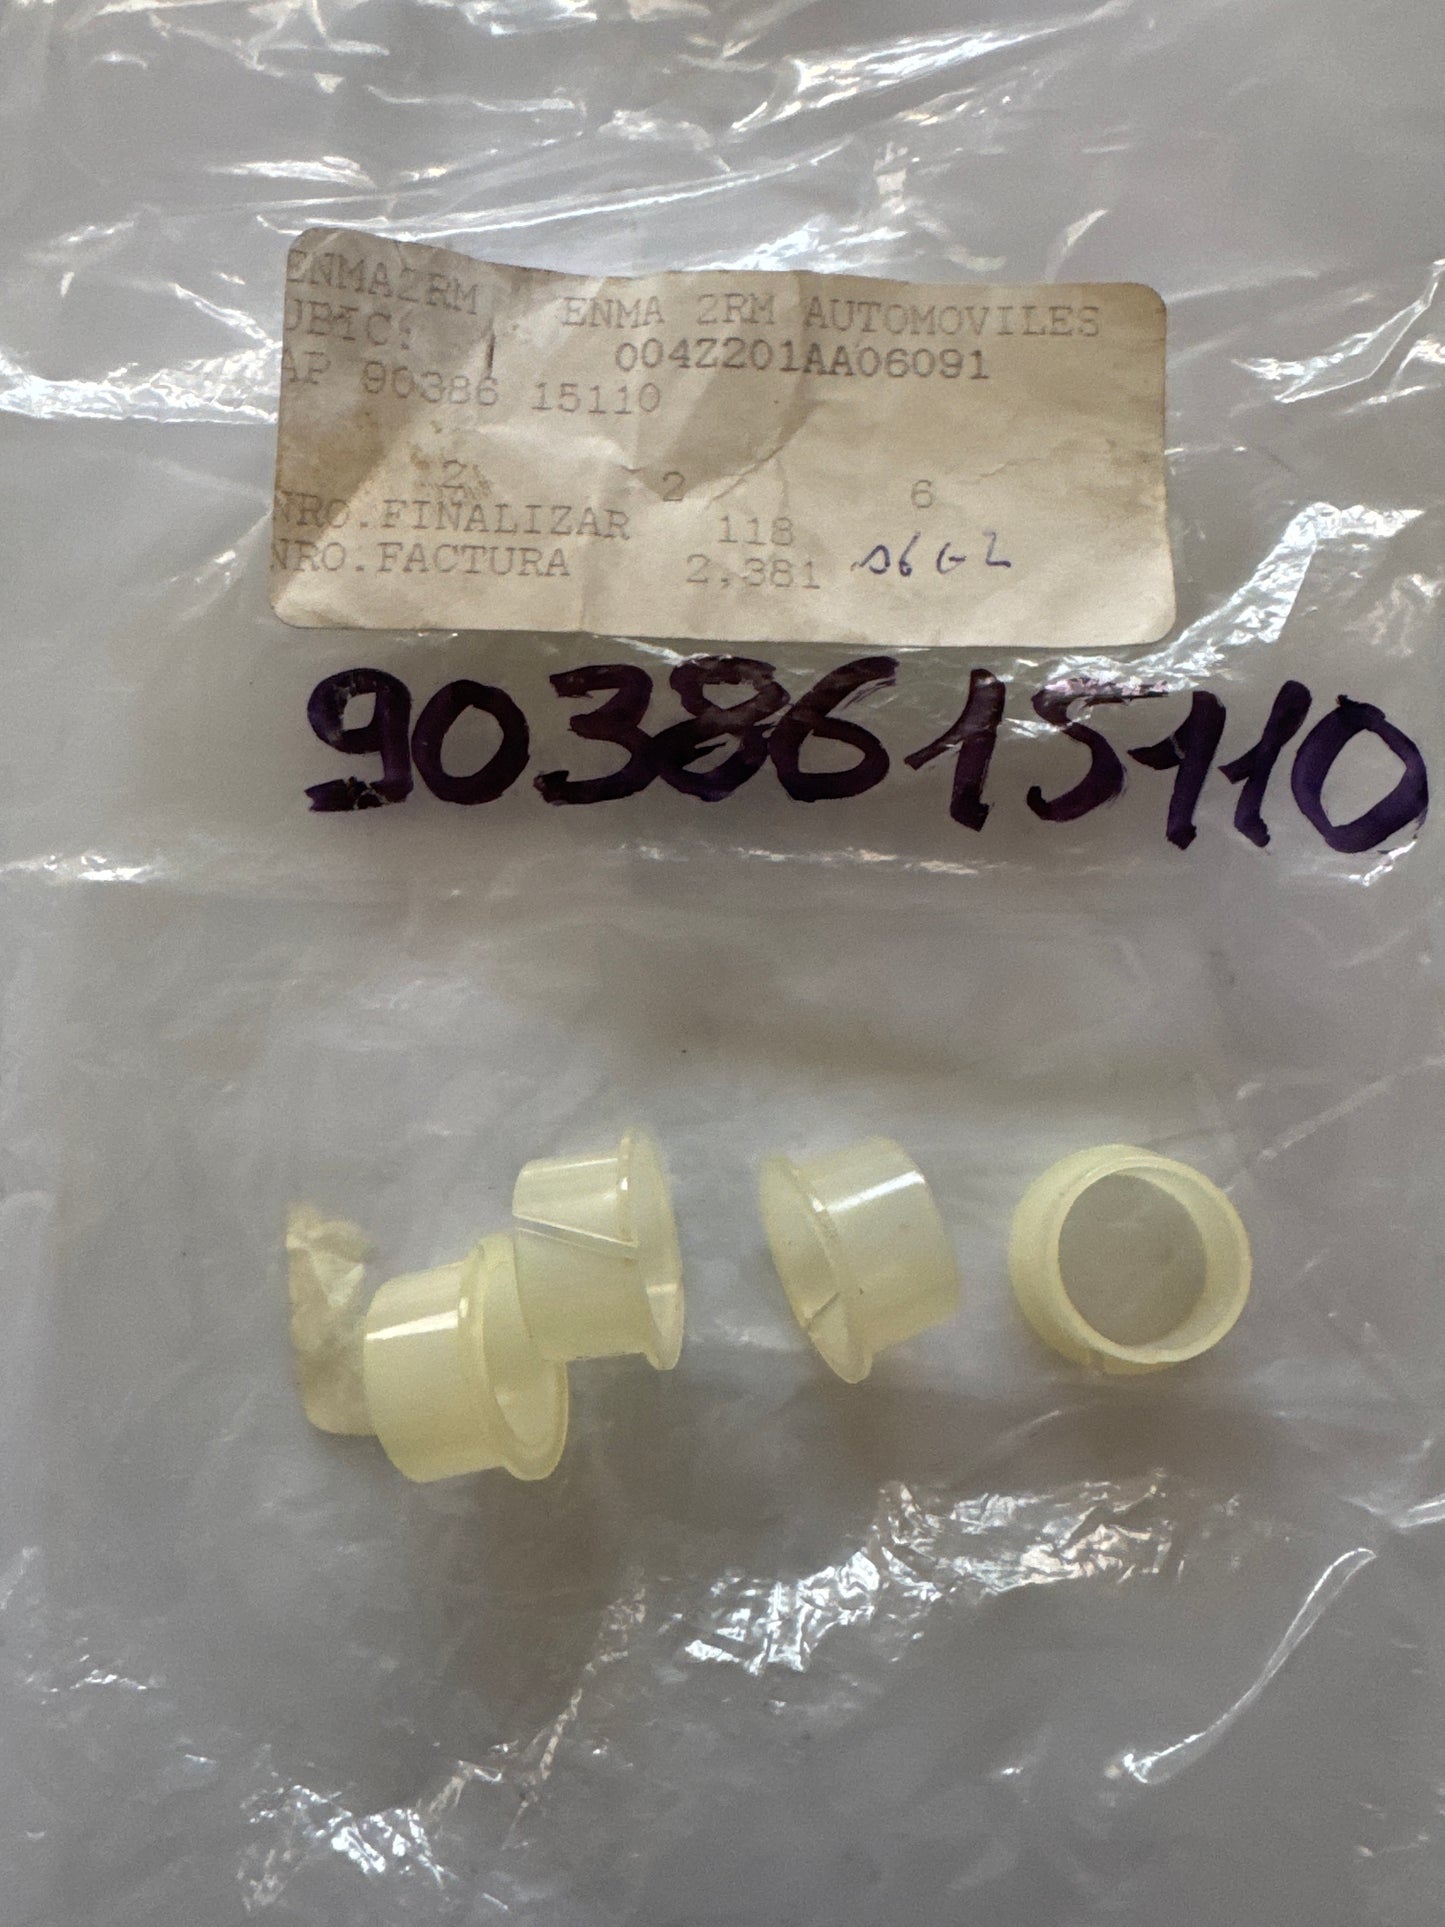 ENMA2RM ENMA 2RM AUTOMOVILES
UBIC: 004Z201AA06091
AP 90386 15110
2 2 6
NRO.FINALIZAR 118
NRO.FACTURA 2,381
9038615110